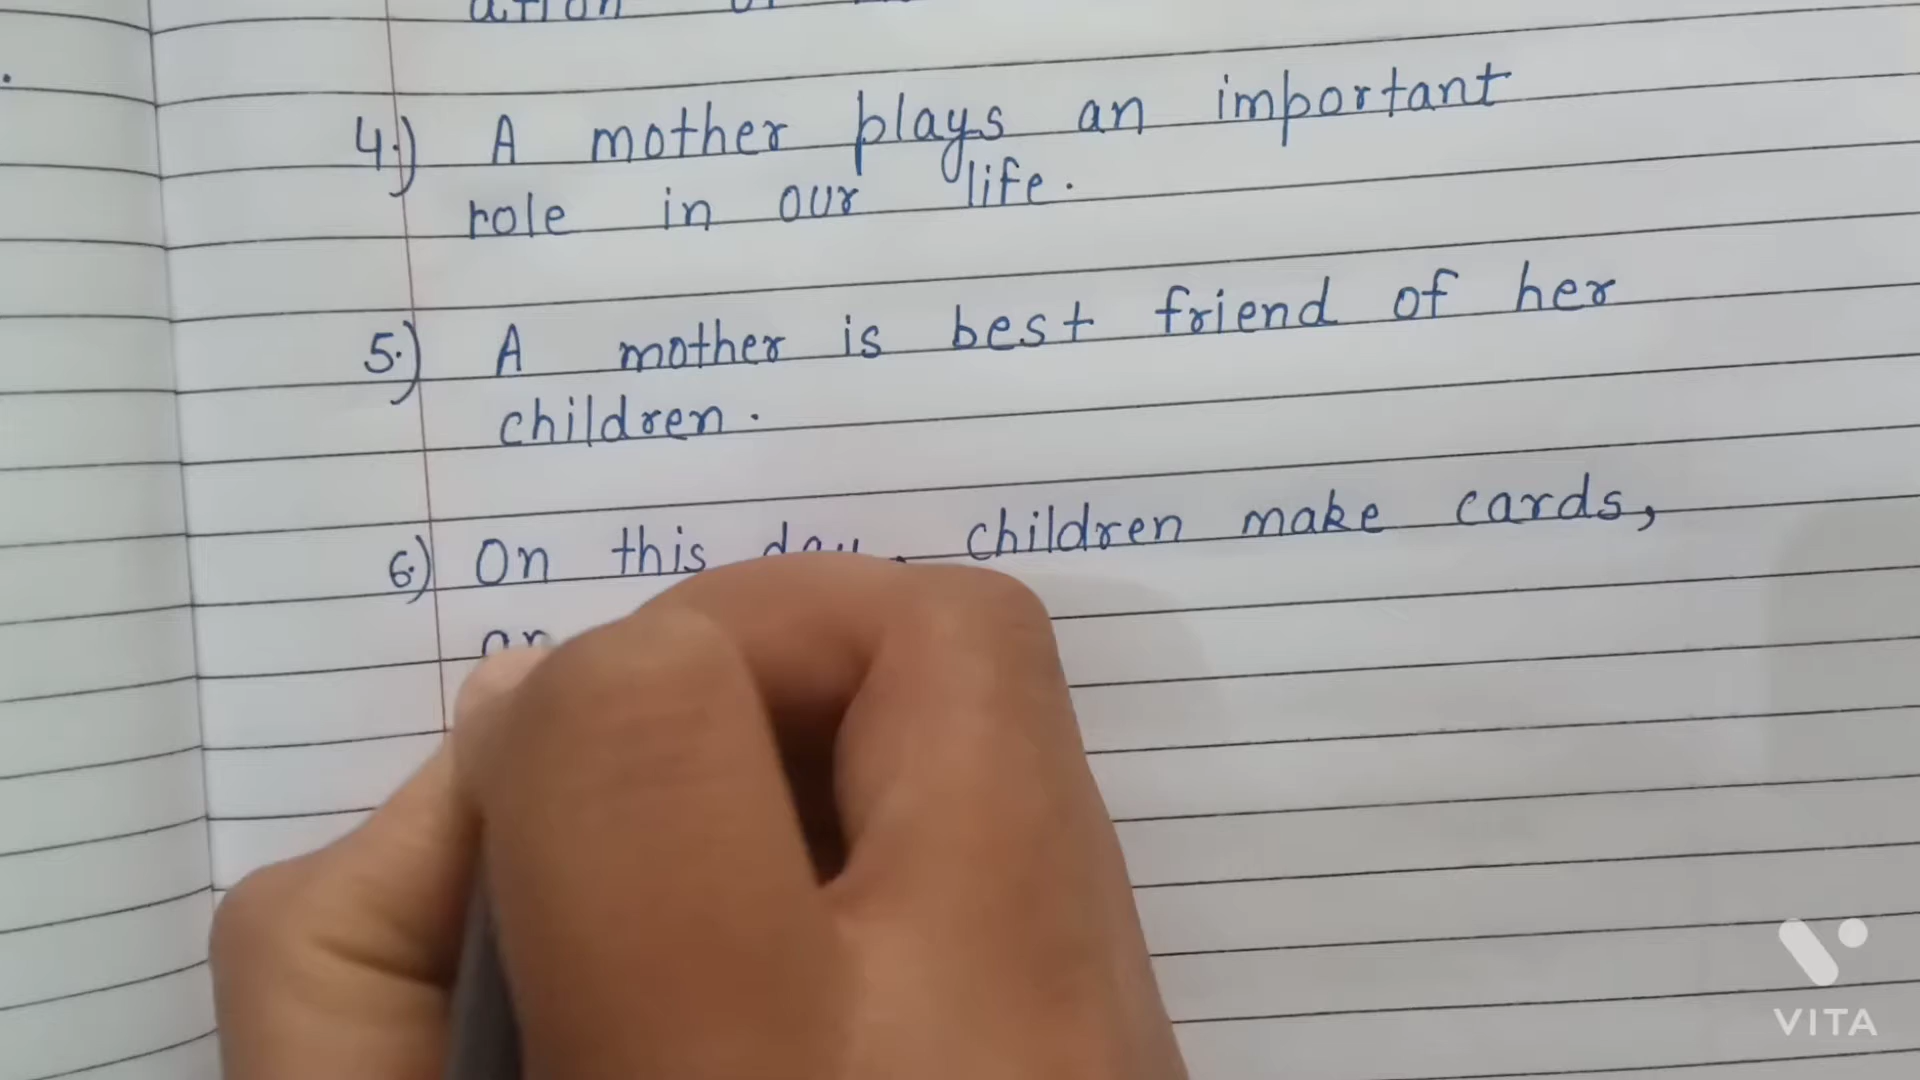 4.) A mother plays an important
role in our life.
5.) A mother is best friend of her
children.
6.) On this day, children make cards,
VITA